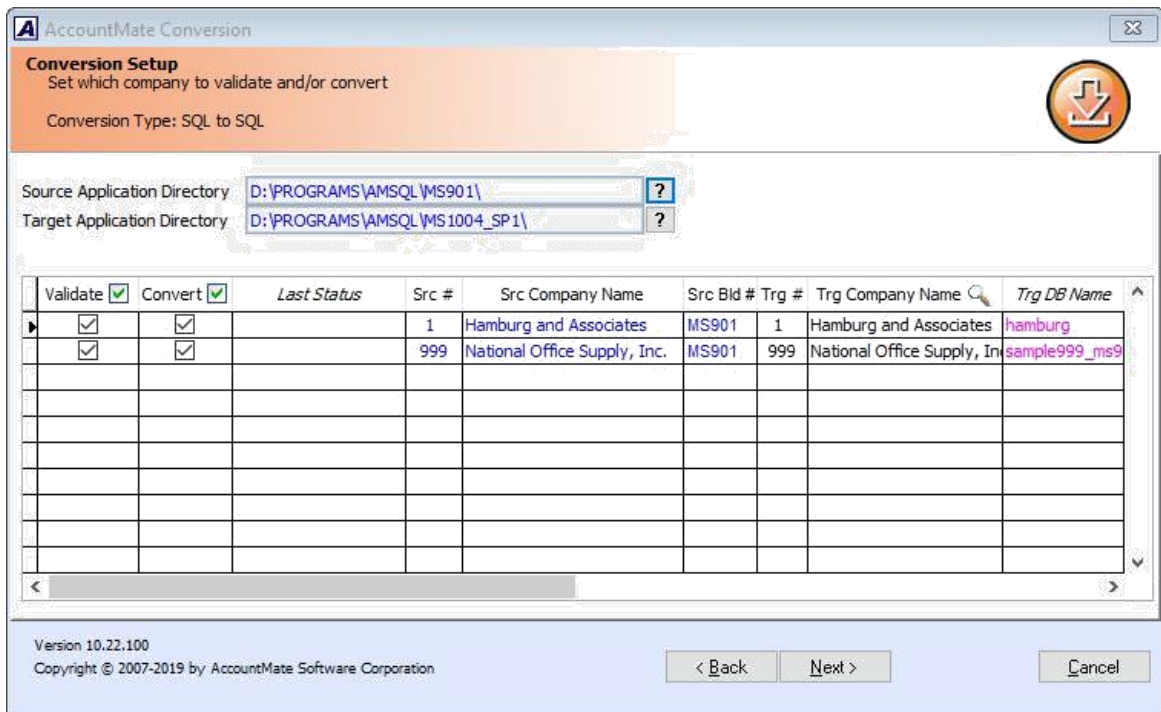 AccountMate Conversion
Conversion Setup
Set which company to validate and/or convert
Conversion Type: SQL to SQL
Source Application Directory D:\PROGRAMS\AMSQL\MS901\ ?
Target Application Directory D:\PROGRAMS\AMSQL\MS1004_SP1\ ?
Validate Convert Last Status Src # Src Company Name Src Bld # Trg # Trg Company Name Trg DB Name
1 Hamburg and Associates MS901 1 Hamburg and Associates hamburg
999 National Office Supply, Inc. MS901 999 National Office Supply, In sample999_ms9
Version 10.22.100
Copyright © 2007-2019 by AccountMate Software Corporation
< Back Next > Cancel